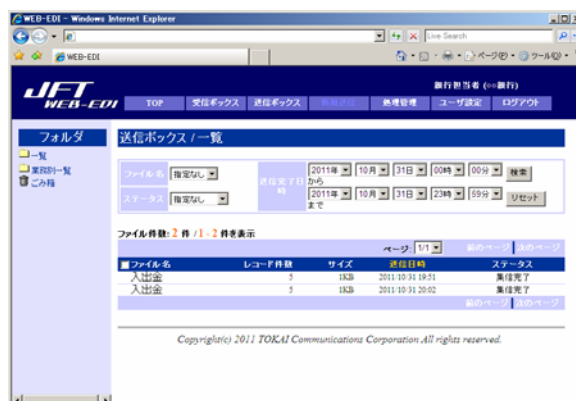 WEB-EDI - Windows Internet Explorer
Live Search
WEB-EDI
ページ(P)
ツール(O)
JFT
WEB-EDI
銀行担当者 (○○銀行)
TOP 受信ボックス 送信ボックス 新規送信 処理管理 ユーザ設定 ログアウト
フォルダ
一覧
業務別一覧
ごみ箱
送信ボックス / 一覧
ファイル名 指定なし
ステータス 指定なし
送信完了日時
2011年 10月 31日 00時 00分 から
2011年 10月 31日 23時 59分 まで
検索
リセット
ファイル件数: 2 件 / 1 - 2 件を表示
ページ: 1/1 前のページ 次のページ
ファイル名 レコード件数 サイズ 送信日時 ステータス
入出金 5 1KB 2011/10/31 19:51 集信完了
入出金 5 1KB 2011/10/31 20:02 集信完了
前のページ 次のページ
Copyright(c) 2011 TOKAI Communications Corporation All rights reserved.